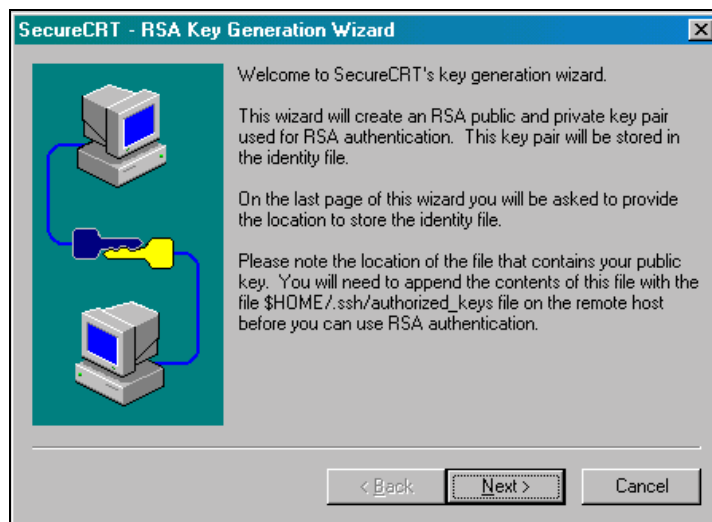 SecureCRT - RSA Key Generation Wizard
Welcome to SecureCRT's key generation wizard.
This wizard will create an RSA public and private key pair
used for RSA authentication.  This key pair will be stored in
the identity file.
On the last page of this wizard you will be asked to provide
the location to store the identity file.
Please note the location of the file that contains your public
key.  You will need to append the contents of this file with the
file $HOME/.ssh/authorized_keys file on the remote host
before you can use RSA authentication.
< Back
Next >
Cancel